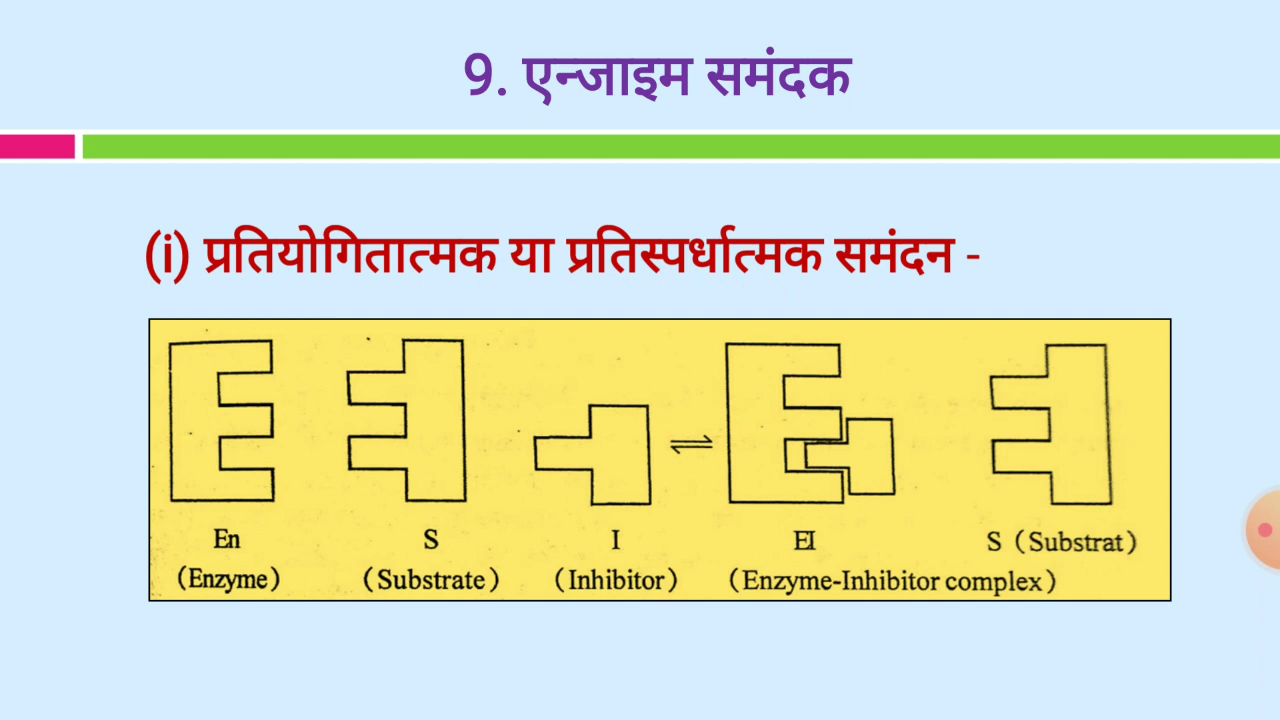 9. एन्जाइम समंदक
(i) प्रतियोगितात्मक या प्रतिस्पर्धात्मक समंदन -
En S I EI S (Substrat)
(Enzyme) (Substrate) (Inhibitor) (Enzyme-Inhibitor complex)